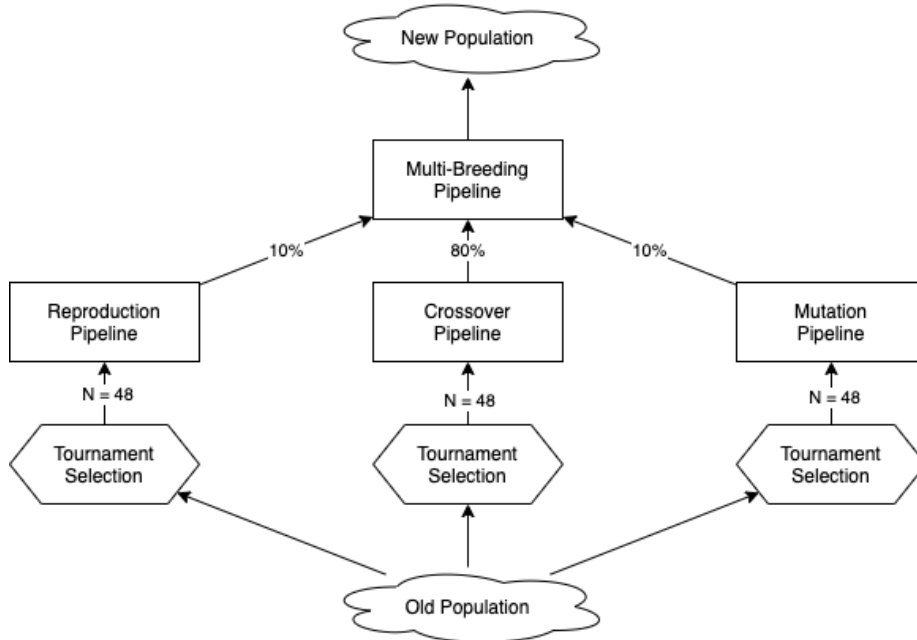 New Population
Multi-Breeding
Pipeline
10%
80%
10%
Reproduction
Pipeline
Crossover
Pipeline
Mutation
Pipeline
N = 48
N = 48
N = 48
Tournament
Selection
Tournament
Selection
Tournament
Selection
Old Population